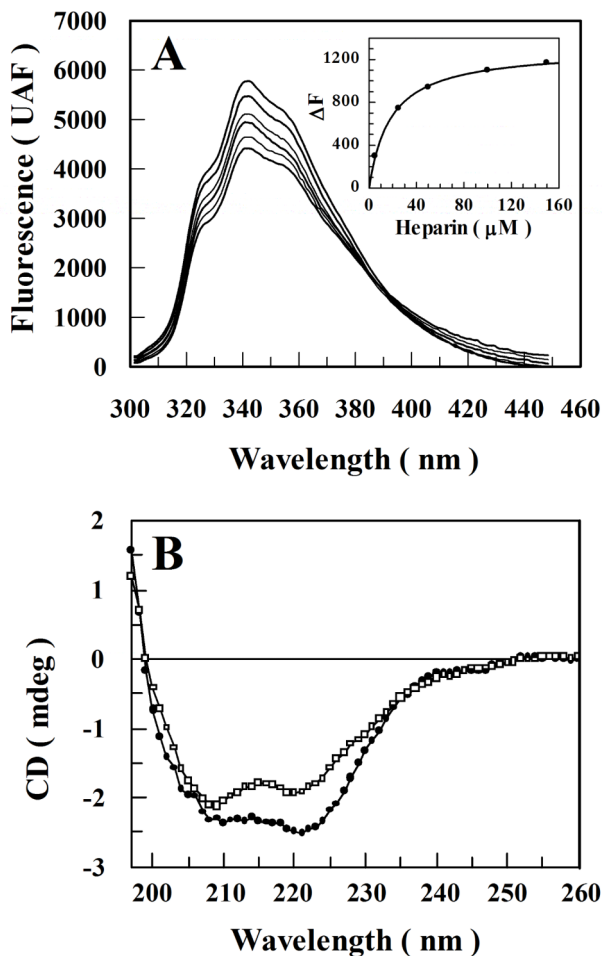 A
Fluorescence ( UAF )
7000
6000
5000
4000
3000
2000
1000
0
300 320 340 360 380 400 420 440 460
Wavelength ( nm )
ΔF
1200
800
400
0
0 40 80 120 160
Heparin ( μM )
B
CD ( mdeg )
2
1
0
-1
-2
-3
200 210 220 230 240 250 260
Wavelength ( nm )